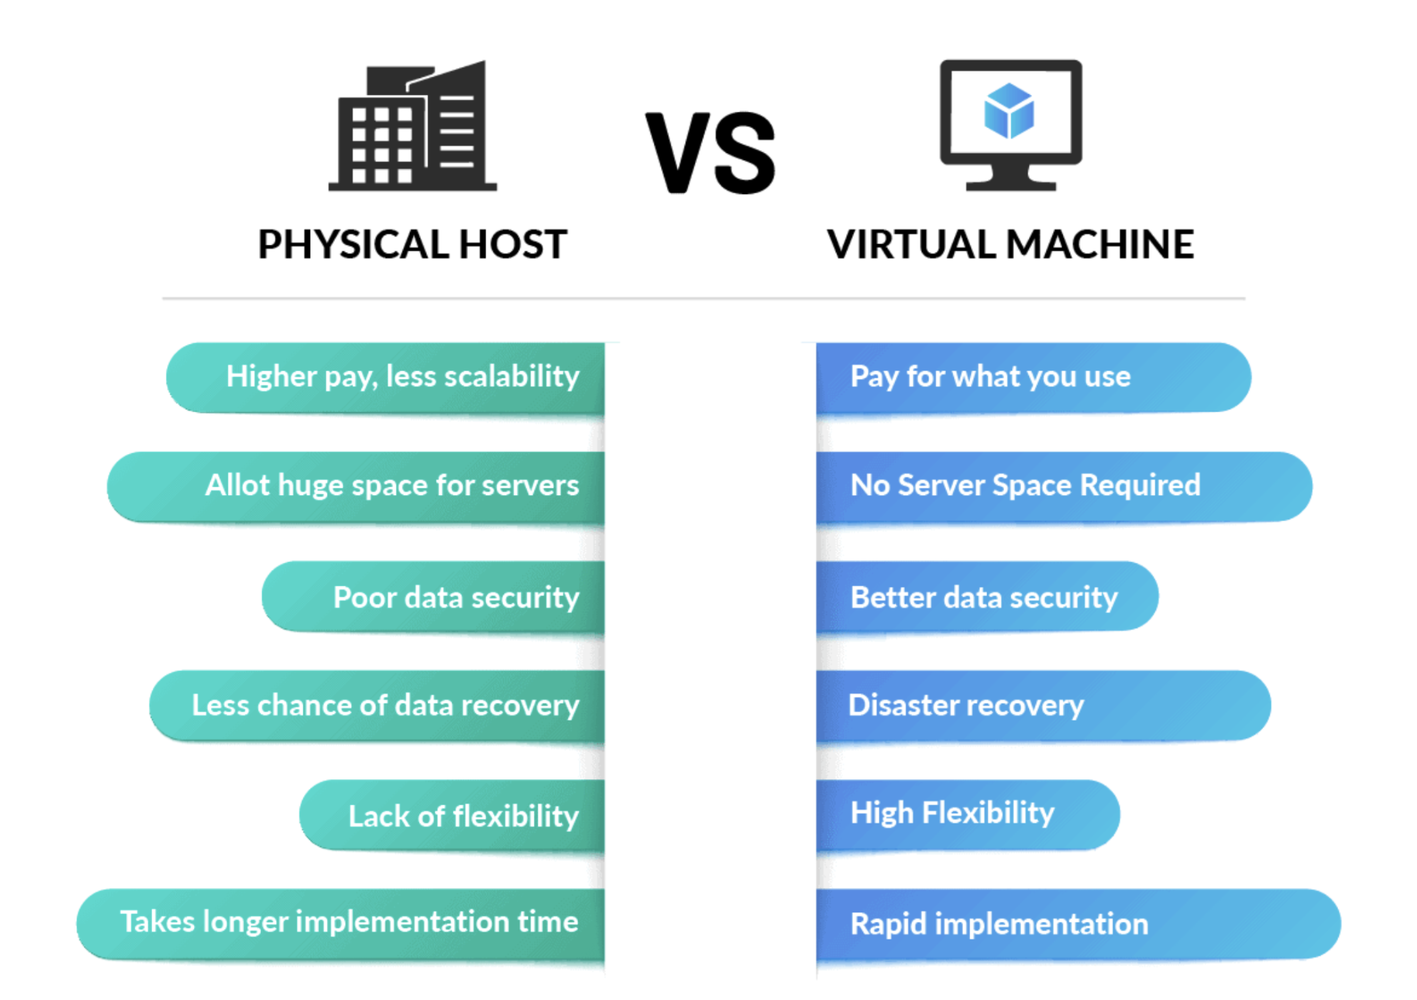 VS
PHYSICAL HOST
VIRTUAL MACHINE
Higher pay, less scalability
Pay for what you use
Allot huge space for servers
No Server Space Required
Poor data security
Better data security
Less chance of data recovery
Disaster recovery
Lack of flexibility
High Flexibility
Takes longer implementation time
Rapid implementation